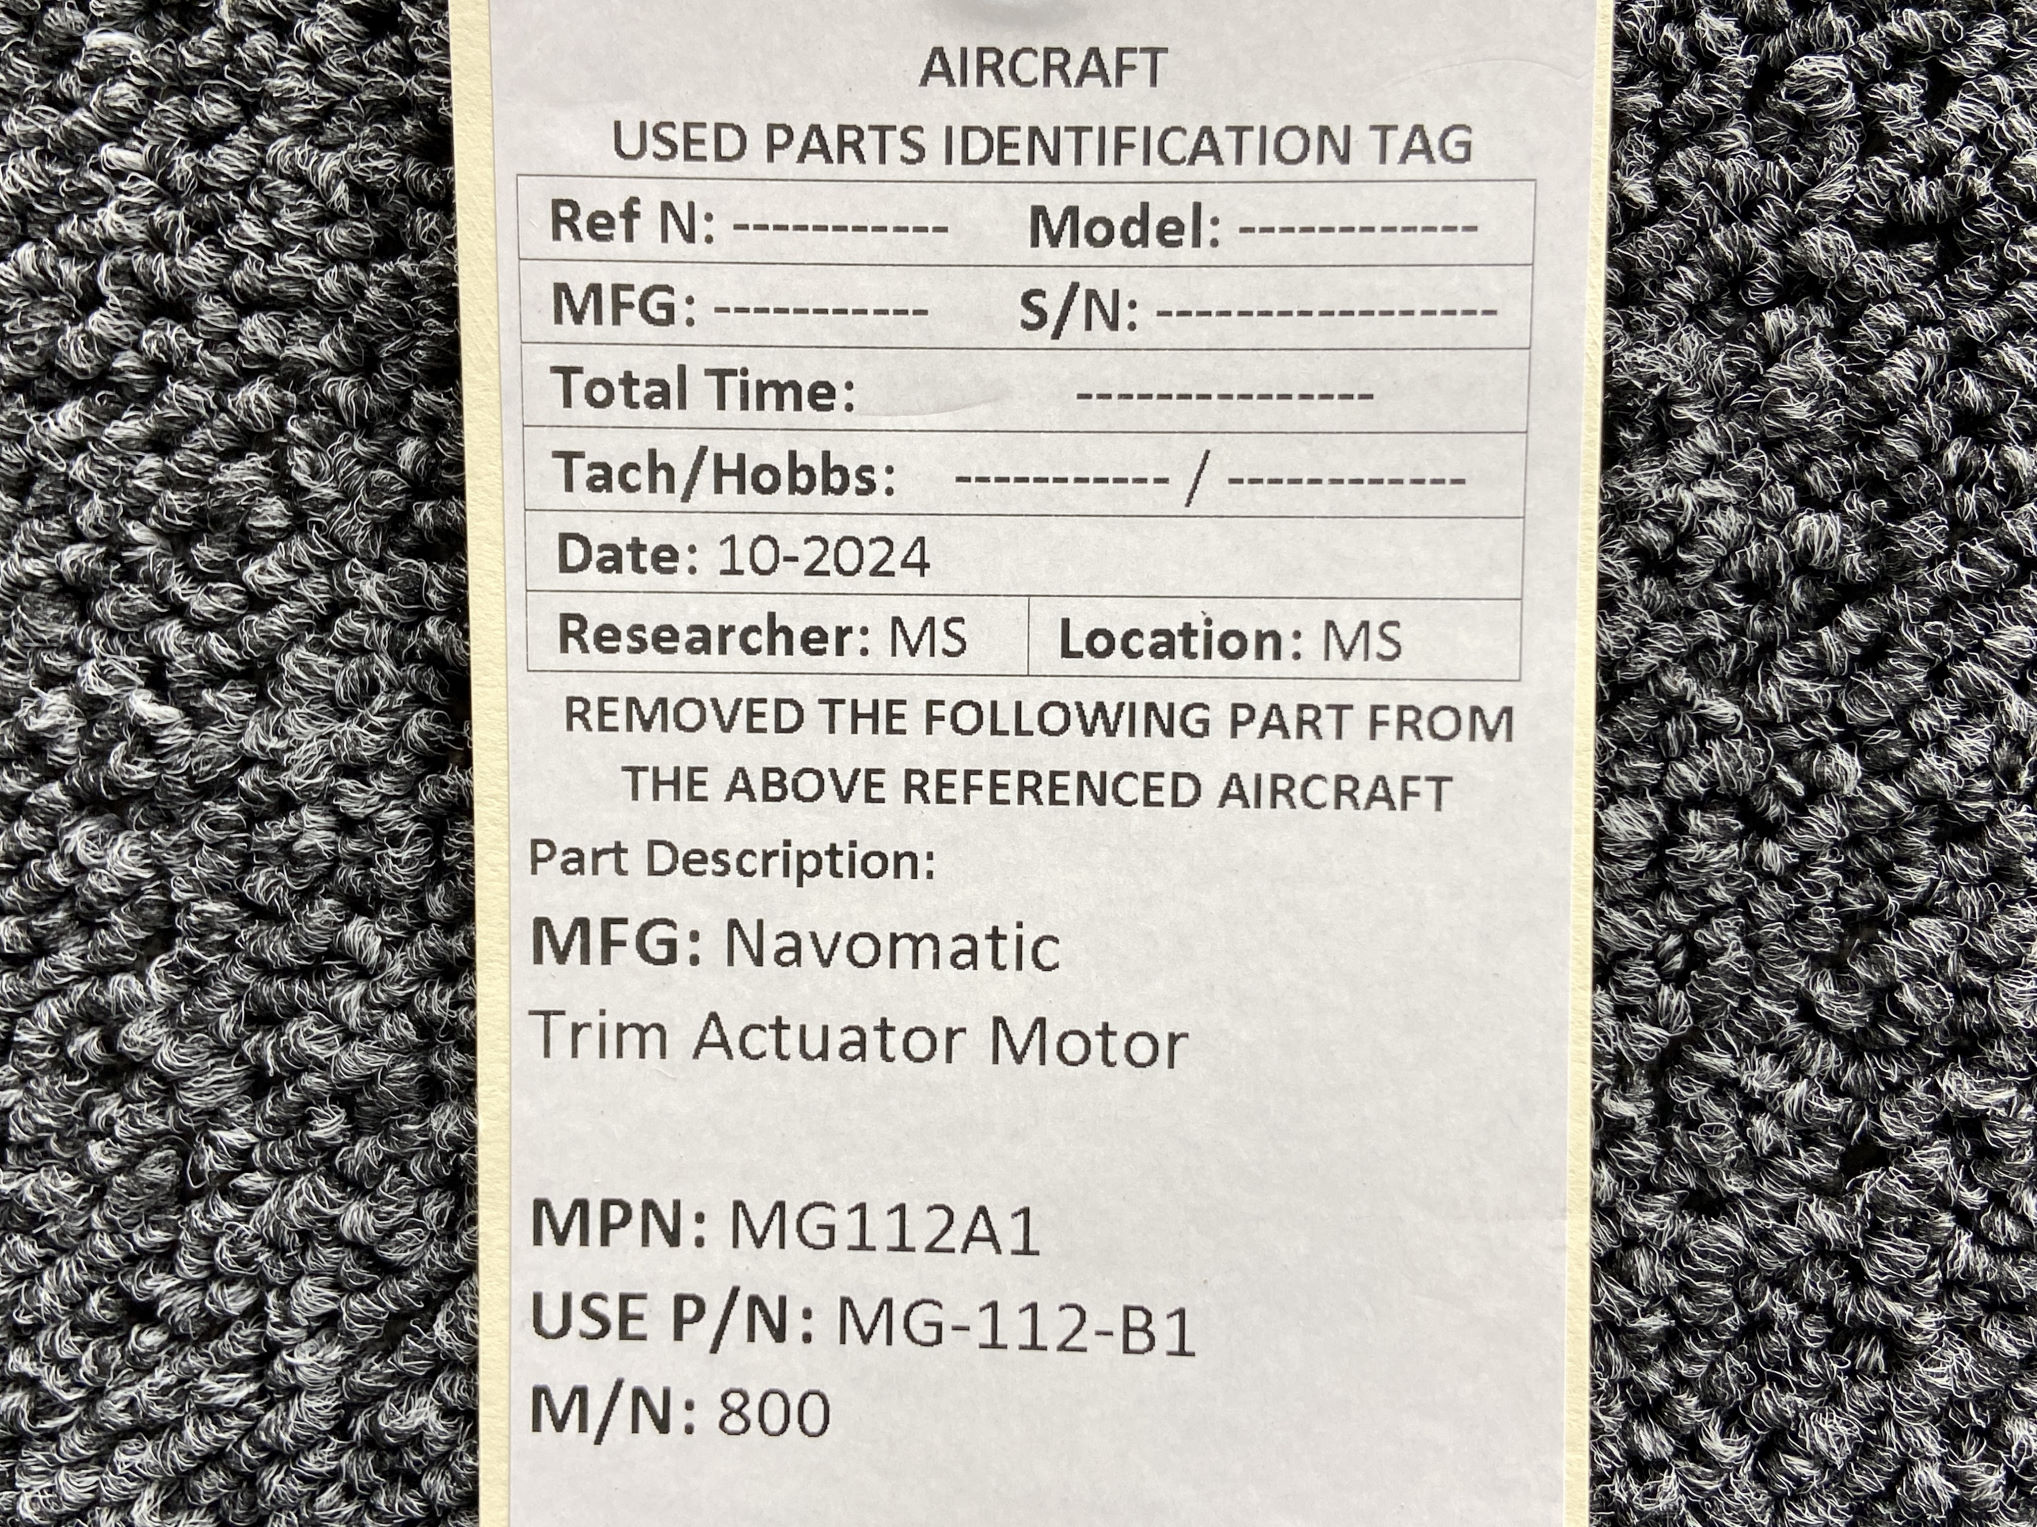 AIRCRAFT
USED PARTS IDENTIFICATION TAG
Ref N: ----------- Model: ------------
MFG: ----------- S/N: -----------------
Total Time: ---------------
Tach/Hobbs: ----------- / ------------
Date: 10-2024
Researcher: MS Location: MS
REMOVED THE FOLLOWING PART FROM
THE ABOVE REFERENCED AIRCRAFT
Part Description:
MFG: Navomatic
Trim Actuator Motor
MPN: MG112A1
USE P/N: MG-112-B1
M/N: 800